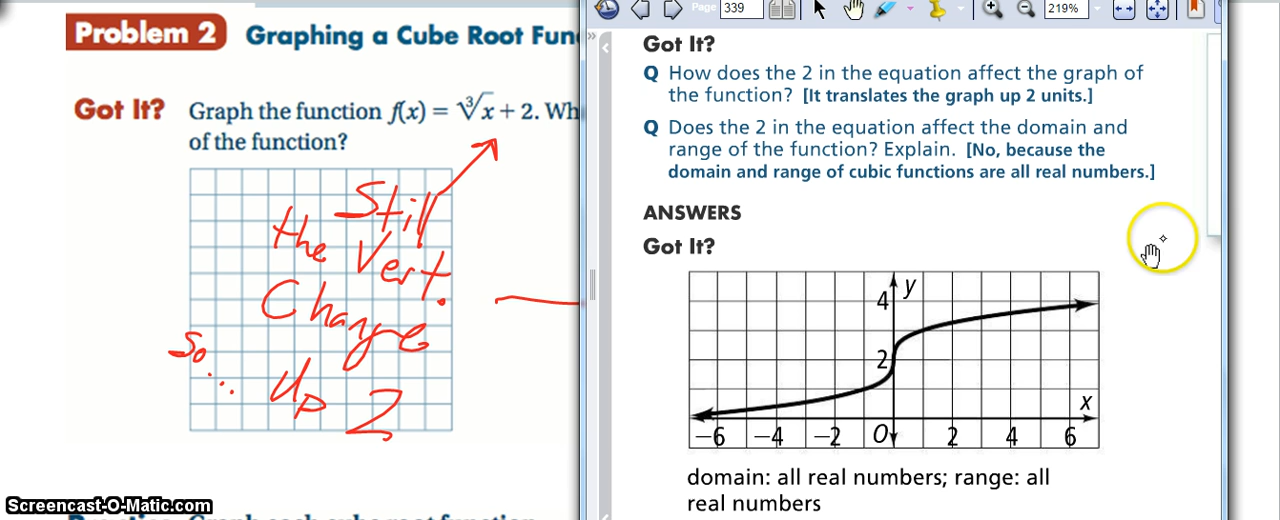 Problem 2 Graphing a Cube Root Fun
Got It? Graph the function f(x) = ∛x + 2. Wh
of the function?
Still
the Vert.
Change
So...
Up 2
Screencast-O-Matic.com
Page 339
219%
Got It?
Q How does the 2 in the equation affect the graph of
the function? [It translates the graph up 2 units.]
Q Does the 2 in the equation affect the domain and
range of the function? Explain. [No, because the
domain and range of cubic functions are all real numbers.]
ANSWERS
Got It?
4 y
2
x
−6 −4 −2 O 2 4 6
domain: all real numbers; range: all
real numbers